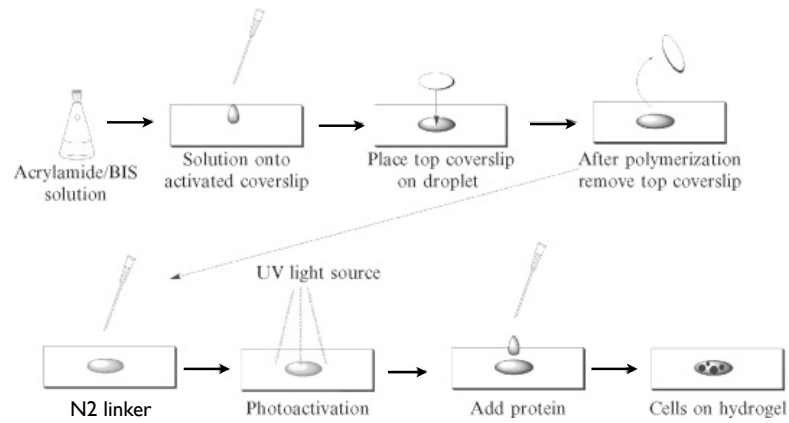 Acrylamide/BIS
solution
Solution onto
activated coverslip
Place top coverslip
on droplet
After polymerization
remove top coverslip
UV light source
N2 linker
Photoactivation
Add protein
Cells on hydrogel